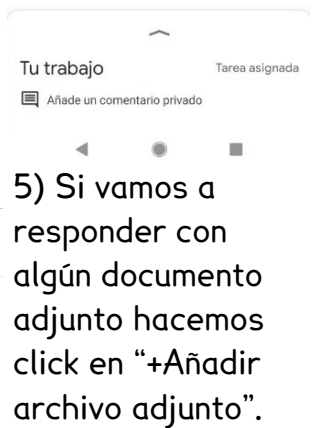 Tu trabajo Tarea asignada
Añade un comentario privado
5) Si vamos a
responder con
algún documento
adjunto hacemos
click en “+Añadir
archivo adjunto”.